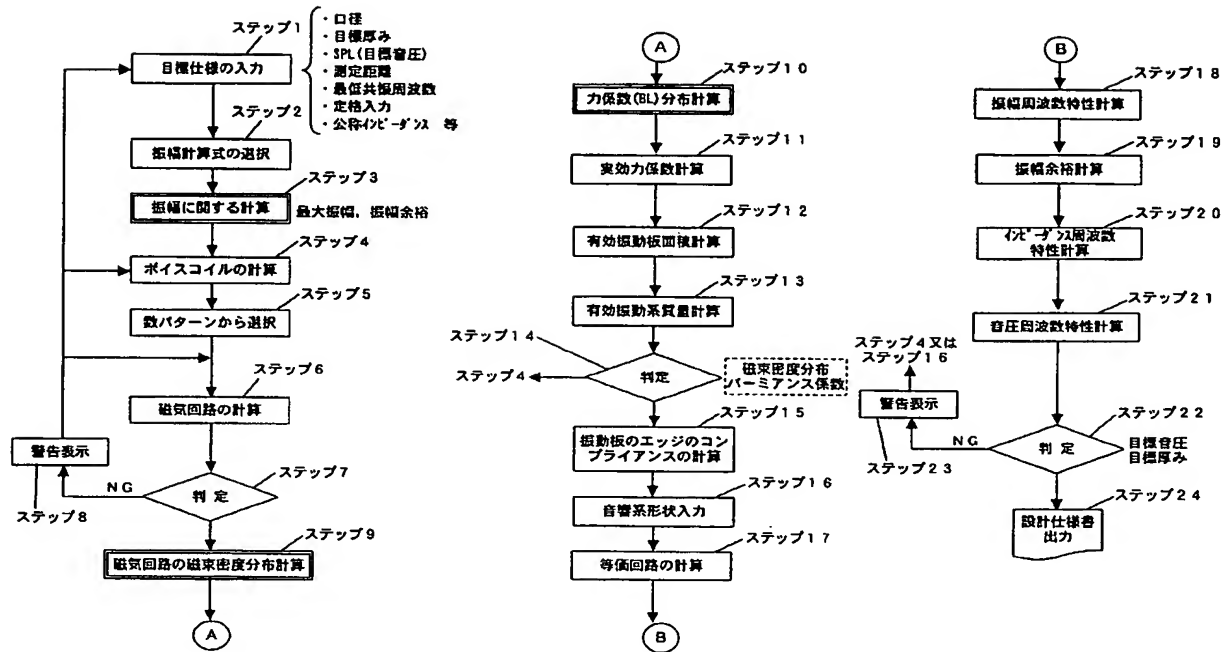 ステップ1
目標仕様の入力
・口径
・目標厚み
・SPL(目標音圧)
・測定距離
・最低共振周波数
・定格入力
・公称インピーダンス 等
ステップ2
振幅計算式の選択
ステップ3
振幅に関する計算
最大振幅，振幅余裕
ステップ4
ボイスコイルの計算
ステップ5
数パターンから選択
ステップ6
磁気回路の計算
警告表示
ステップ8
NG
ステップ7
判定
ステップ9
磁気回路の磁束密度分布計算
A
A
ステップ10
力係数(BL)分布計算
ステップ11
実効力係数計算
ステップ12
有効振動板面積計算
ステップ13
有効振動系質量計算
ステップ14
判定
ステップ4
磁束密度分布
パーミアンス係数
ステップ15
振動板のエッジのコン
プライアンスの計算
ステップ16
音響系形状入力
ステップ17
等価回路の計算
B
B
ステップ18
振幅周波数特性計算
ステップ19
振幅余裕計算
ステップ20
インピーダンス周波数
特性計算
ステップ21
音圧周波数特性計算
ステップ4又は
ステップ16
警告表示
ステップ23
NG
ステップ22
判定
目標音圧
目標厚み
ステップ24
設計仕様書
出力